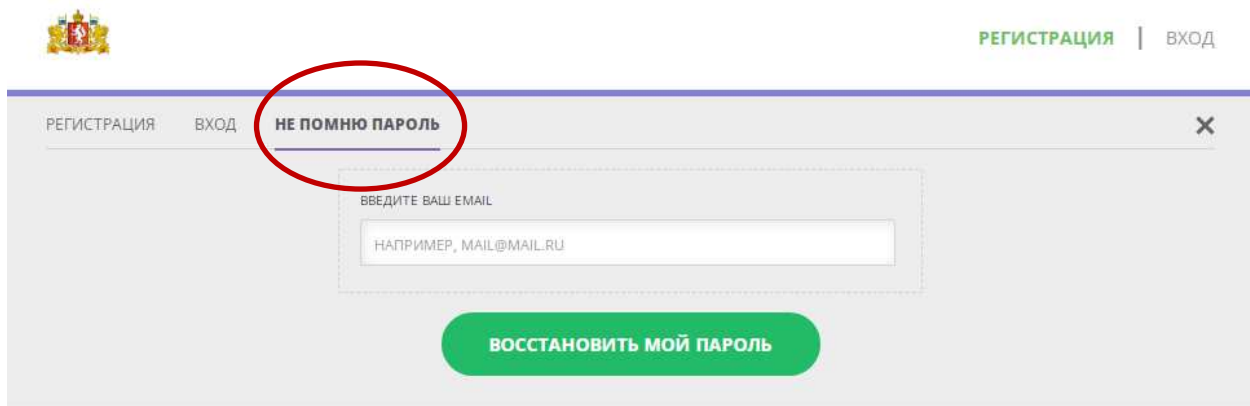 РЕГИСТРАЦИЯ | ВХОД
РЕГИСТРАЦИЯ ВХОД НЕ ПОМНЮ ПАРОЛЬ ×
ВВЕДИТЕ ВАШ EMAIL
НАПРИМЕР, MAIL@MAIL.RU
ВОССТАНОВИТЬ МОЙ ПАРОЛЬ